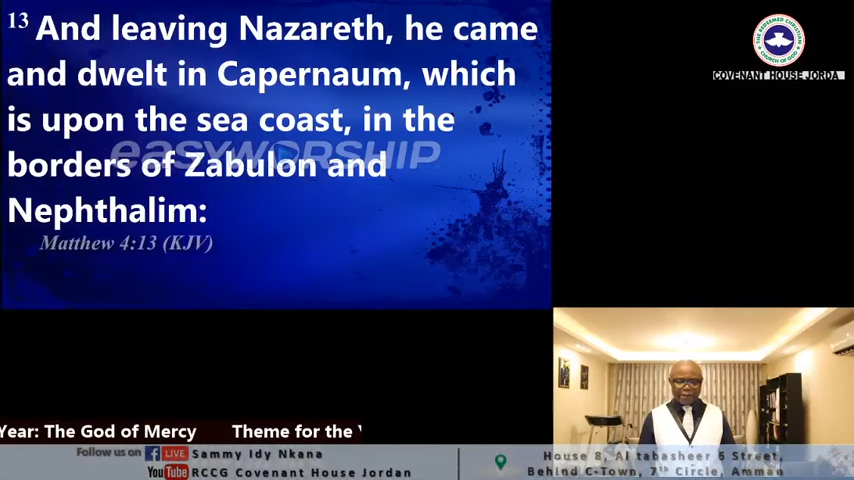 13 And leaving Nazareth, he came
and dwelt in Capernaum, which
is upon the sea coast, in the
borders of Zabulon and
Nephthalim:
easyworship
Matthew 4:13 (KJV)
THE REDEEMED CHRISTIAN
CHURCH OF GOD
COVENANT HOUSE JORDA
Year: The God of Mercy Theme for the
Follow us on f LIVE Sammy Idy Nkana
YouTube RCCG Covenant House Jordan
House 8, Al tabasheer 6 Street,
Behind C-Town, 7th Circle, Amman